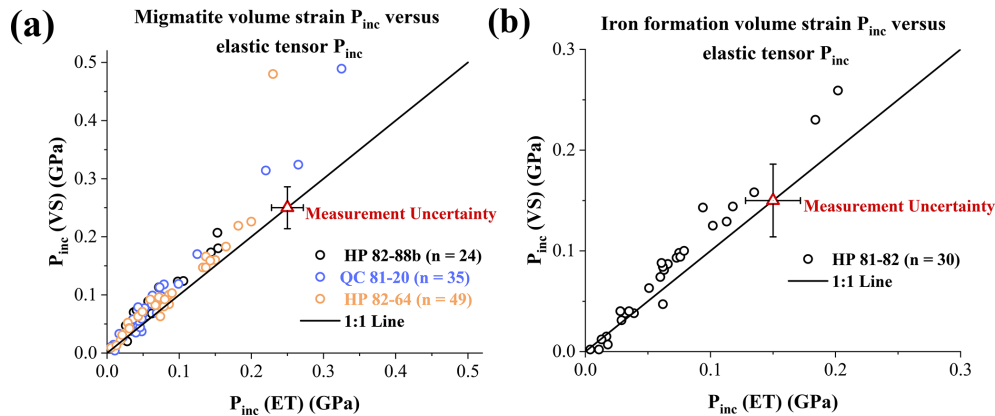 (a)
Migmatite volume strain Pinc versus
elastic tensor Pinc
Pinc (VS) (GPa)
0.5
0.4
0.3
0.2
0.1
0.0
Measurement Uncertainty
HP 82-88b (n = 24)
QC 81-20 (n = 35)
HP 82-64 (n = 49)
1:1 Line
0.0 0.1 0.2 0.3 0.4 0.5
Pinc (ET) (GPa)
(b)
Iron formation volume strain Pinc versus
elastic tensor Pinc
Pinc (VS) (GPa)
0.3
0.2
0.1
0.0
Measurement Uncertainty
HP 81-82 (n = 30)
1:1 Line
0.0 0.1 0.2 0.3
Pinc (ET) (GPa)